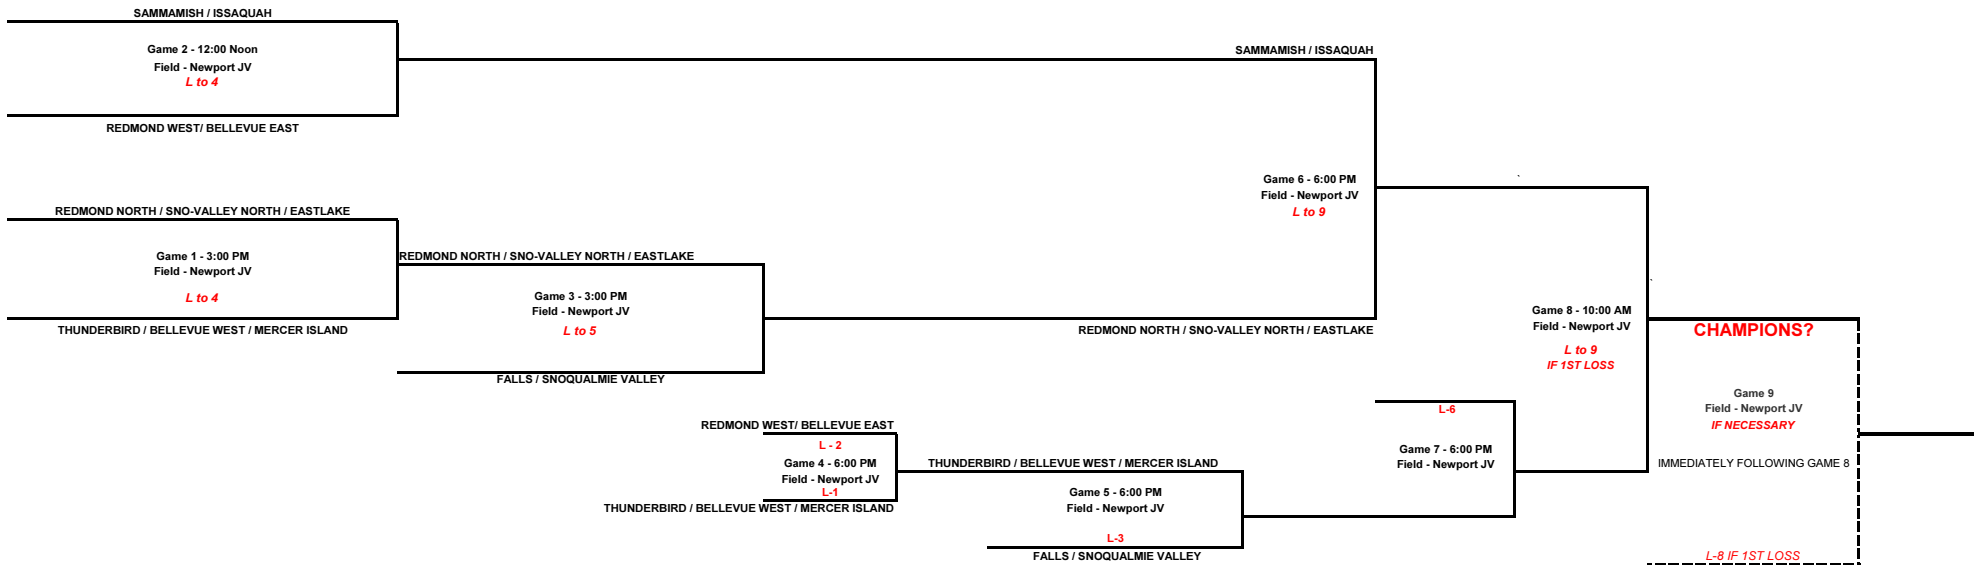 SAMMAMISH / ISSAQUAH
Game 2 - 12:00 Noon
Field - Newport JV
L to 4
REDMOND WEST/ BELLEVUE EAST
SAMMAMISH / ISSAQUAH
Game 6 - 6:00 PM
Field - Newport JV
L to 9
`
REDMOND NORTH / SNO-VALLEY NORTH / EASTLAKE
Game 1 - 3:00 PM
Field - Newport JV
L to 4
THUNDERBIRD / BELLEVUE WEST / MERCER ISLAND
REDMOND NORTH / SNO-VALLEY NORTH / EASTLAKE
Game 3 - 3:00 PM
Field - Newport JV
L to 5
FALLS / SNOQUALMIE VALLEY
REDMOND NORTH / SNO-VALLEY NORTH / EASTLAKE
`
Game 8 - 10:00 AM
Field - Newport JV
L to 9
IF 1ST LOSS
CHAMPIONS?
Game 9
Field - Newport JV
IF NECESSARY
IMMEDIATELY FOLLOWING GAME 8
L-8 IF 1ST LOSS
REDMOND WEST/ BELLEVUE EAST
L - 2
Game 4 - 6:00 PM
Field - Newport JV
L-1
THUNDERBIRD / BELLEVUE WEST / MERCER ISLAND
THUNDERBIRD / BELLEVUE WEST / MERCER ISLAND
Game 5 - 6:00 PM
Field - Newport JV
L-3
FALLS / SNOQUALMIE VALLEY
L-6
Game 7 - 6:00 PM
Field - Newport JV